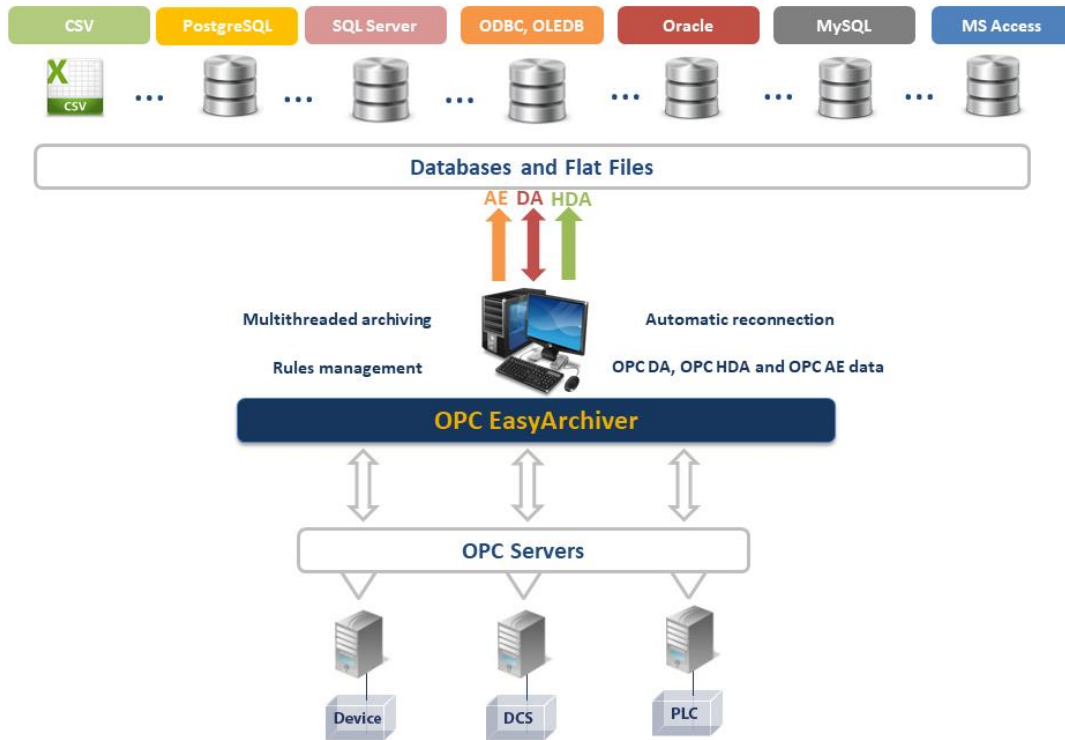 CSV
PostgreSQL
SQL Server
ODBC, OLEDB
Oracle
MySQL
MS Access
X
CSV
Databases and Flat Files
AE DA HDA
Multithreaded archiving
Automatic reconnection
Rules management
OPC DA, OPC HDA and OPC AE data
OPC EasyArchiver
OPC Servers
Device
DCS
PLC